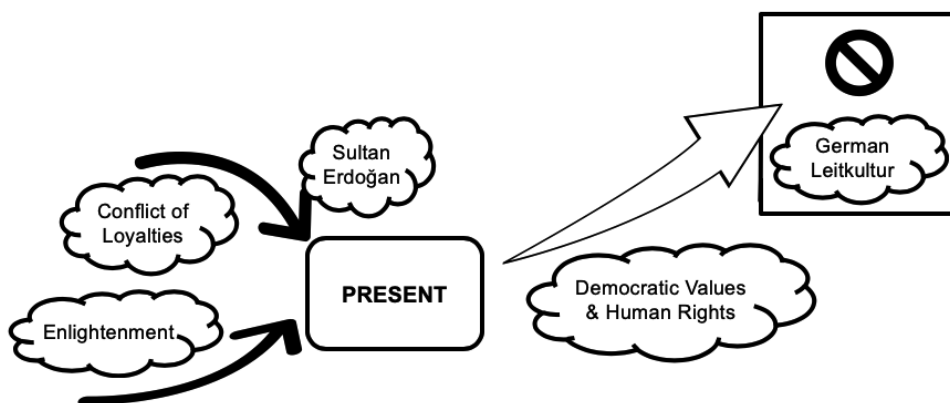 Sultan
Erdoğan
German
Leitkultur
Conflict of
Loyalties
PRESENT
Democratic Values
& Human Rights
Enlightenment